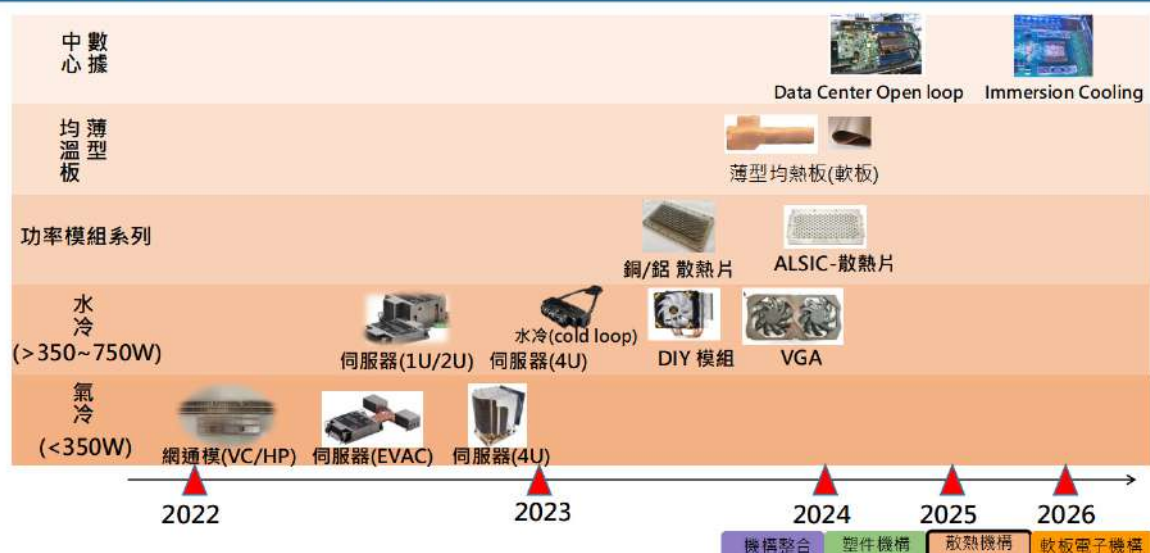 數據中心
Data Center Open loop
Immersion Cooling
薄型均溫板
薄型均熱板(軟板)
功率模組系列
銅/鋁 散熱片
ALSIC-散熱片
水冷
(>350~750W)
伺服器(1U/2U)
水冷(cold loop)
伺服器(4U)
DIY 模組
VGA
氣冷
(<350W)
網通模(VC/HP)
伺服器(EVAC)
伺服器(4U)
2022
2023
2024
2025
2026
機構整合
塑件機構
散熱機構
軟板電子機構